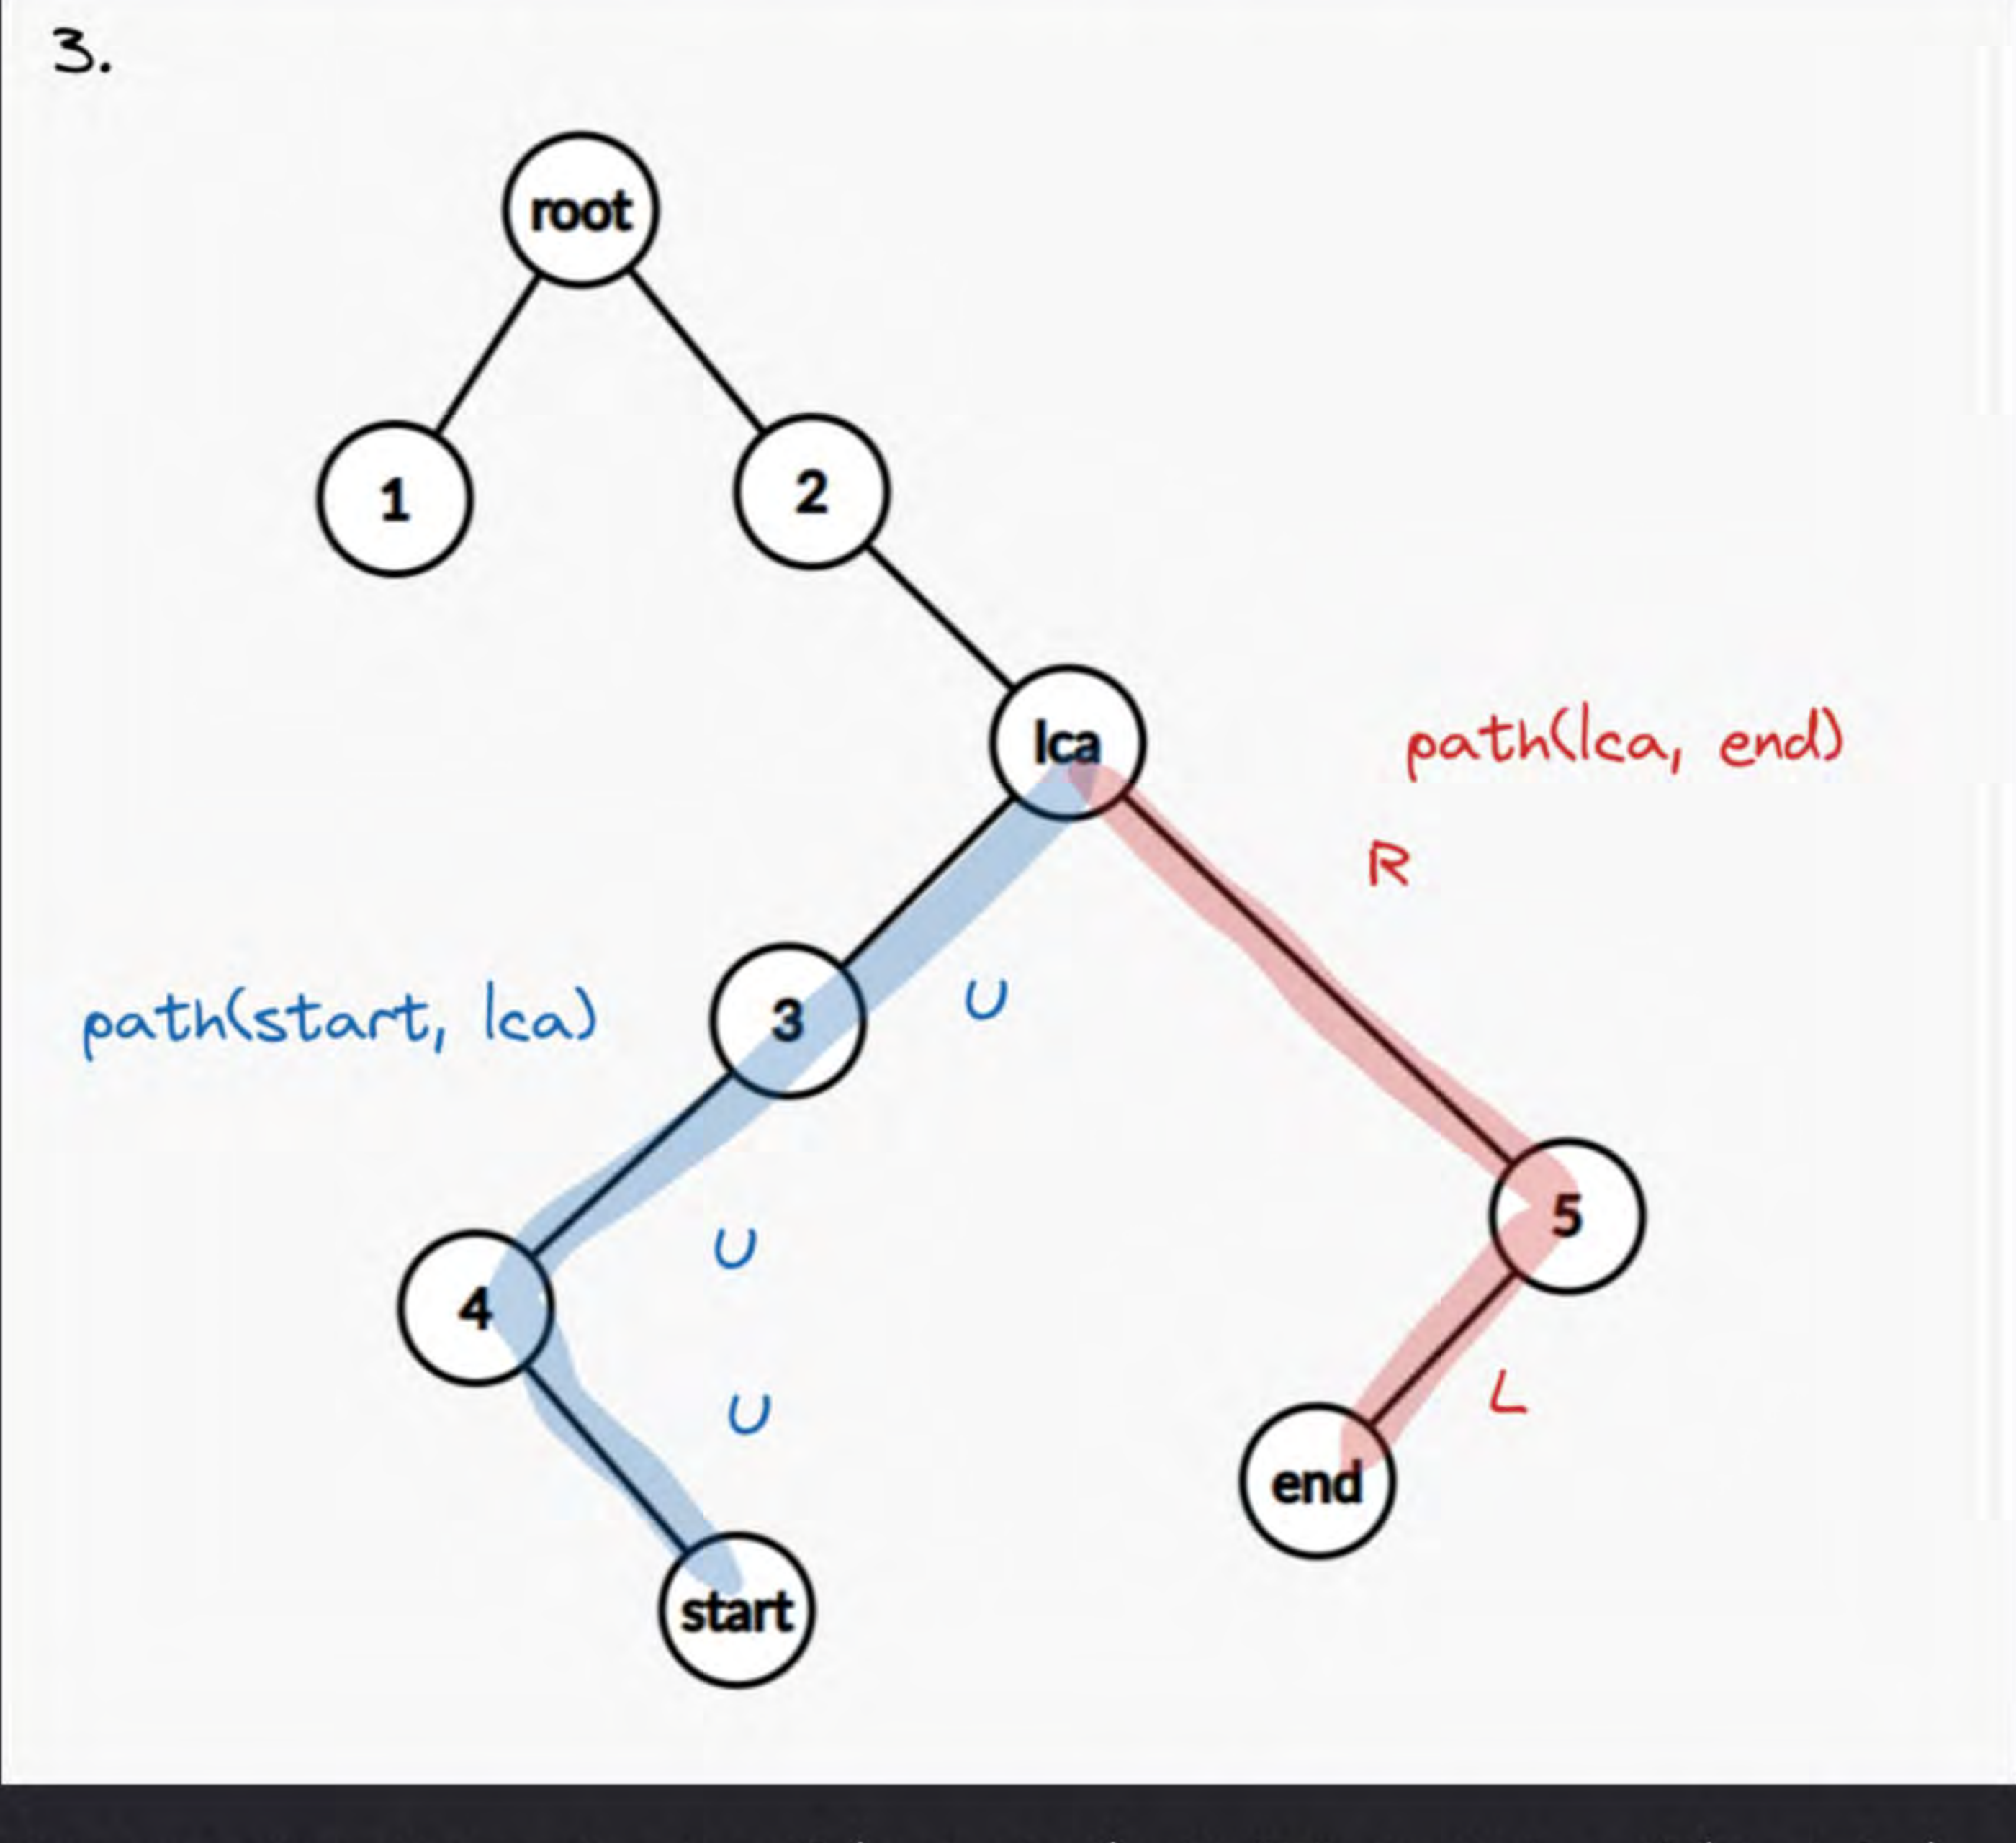 3.
root
1
2
lca
path(lca, end)
R
path(start, lca)
3
U
5
4
U
L
U
end
start